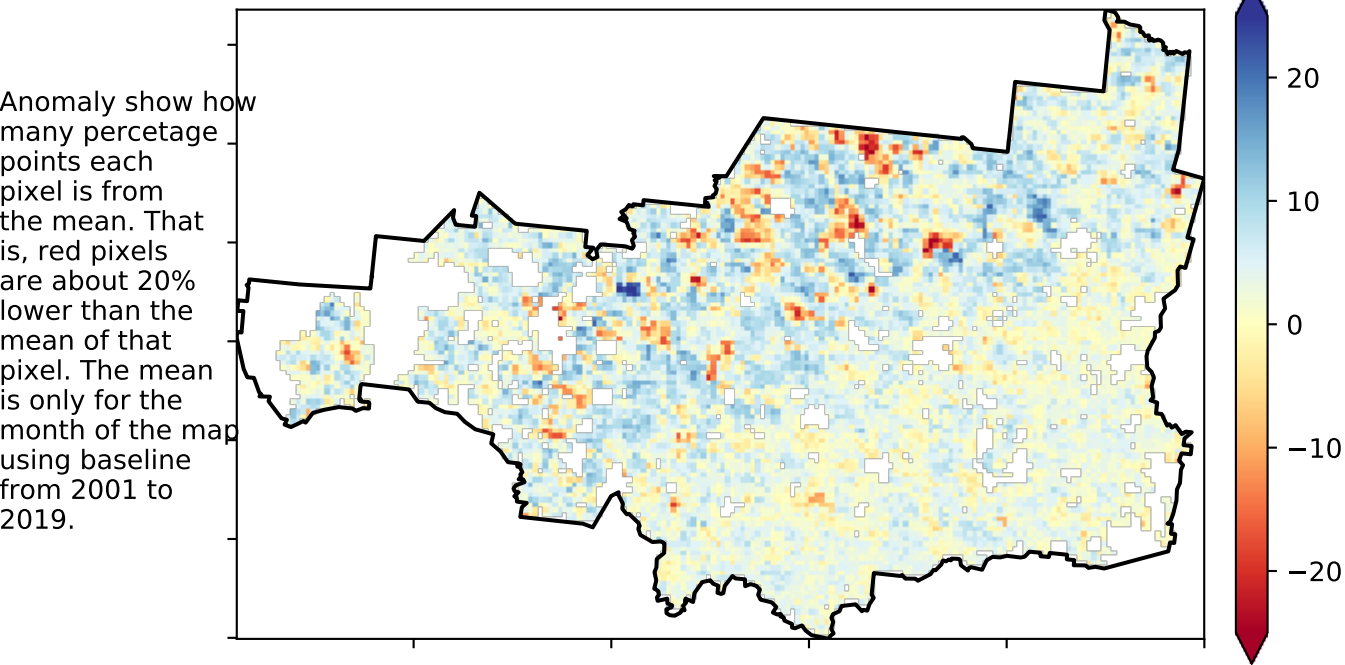 Anomaly show how
many percetage
points each
pixel is from
the mean. That
is, red pixels
are about 20%
lower than the
mean of that
pixel. The mean
is only for the
month of the map
using baseline
from 2001 to
2019.
20
10
0
−10
−20